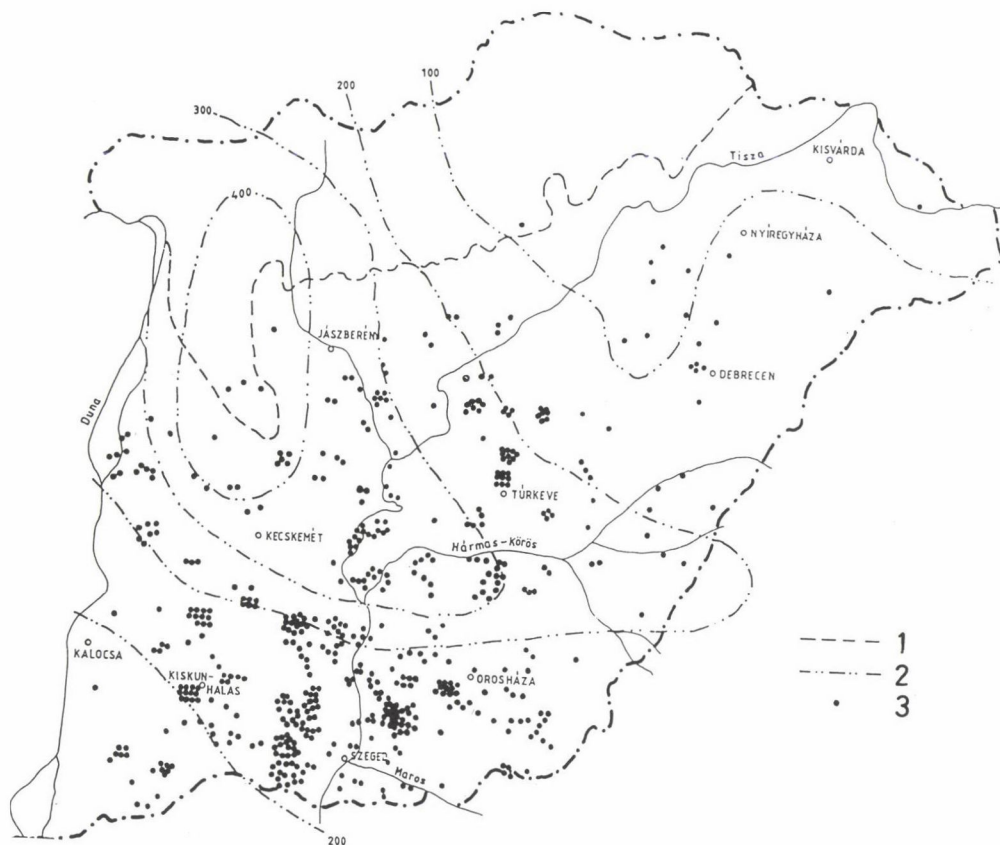 100
200
300
400
Tisza
KISVÁRDA
NYÍREGYHÁZA
JÁSZBERÉNY
DEBRECEN
Duna
TÚRKEVE
KECSKEMÉT
Hármas-Körös
KALOCSA
KISKUN-
HALAS
OROSHÁZA
SZEGED
Maros
200
1
2
3